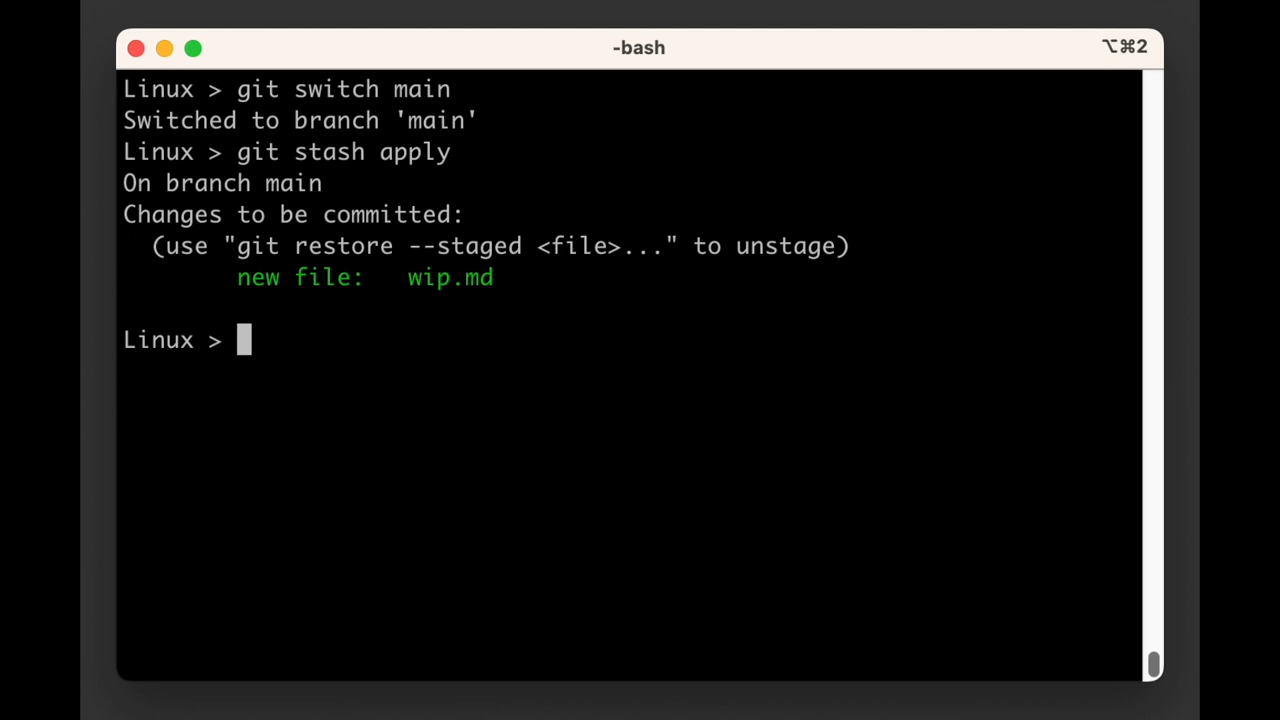 -bash
⌥⌘2
Linux > git switch main
Switched to branch 'main'
Linux > git stash apply
On branch main
Changes to be committed:
  (use "git restore --staged <file>..." to unstage)
        new file:   wip.md

Linux >